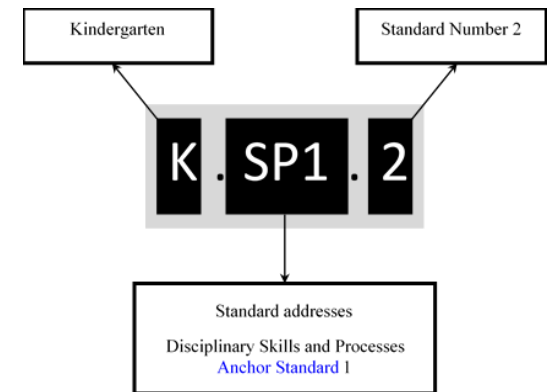 Kindergarten
Standard Number 2
K.SP1.2
Standard addresses
Disciplinary Skills and Processes
Anchor Standard 1